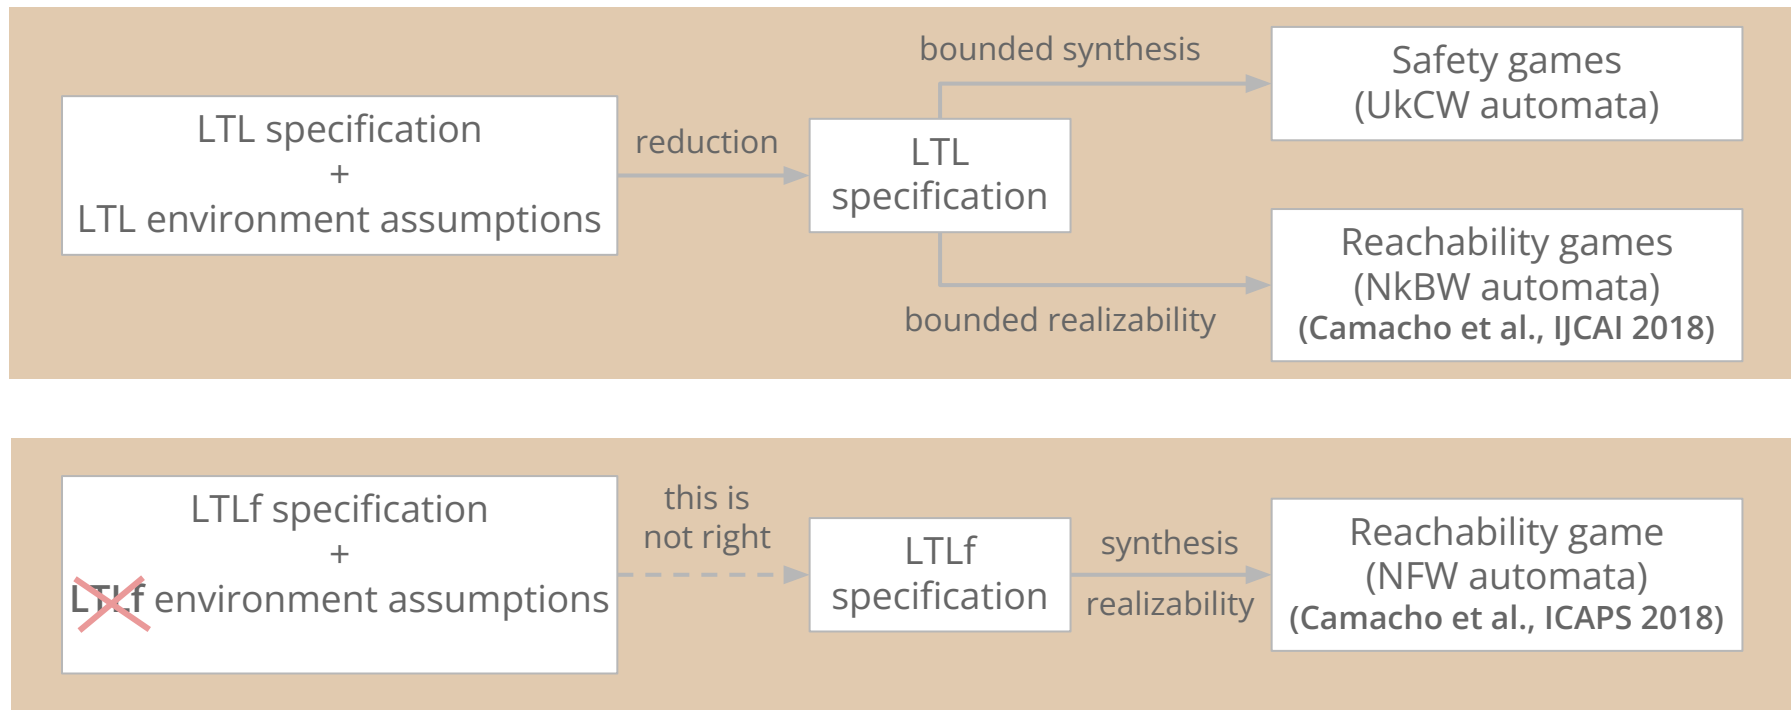 LTL specification
+
LTL environment assumptions
reduction
LTL
specification
bounded synthesis
Safety games
(UkCW automata)
bounded realizability
Reachability games
(NkBW automata)
(Camacho et al., IJCAI 2018)
LTLf specification
+
LTLf environment assumptions
this is
not right
LTLf
specification
synthesis
realizability
Reachability game
(NFW automata)
(Camacho et al., ICAPS 2018)